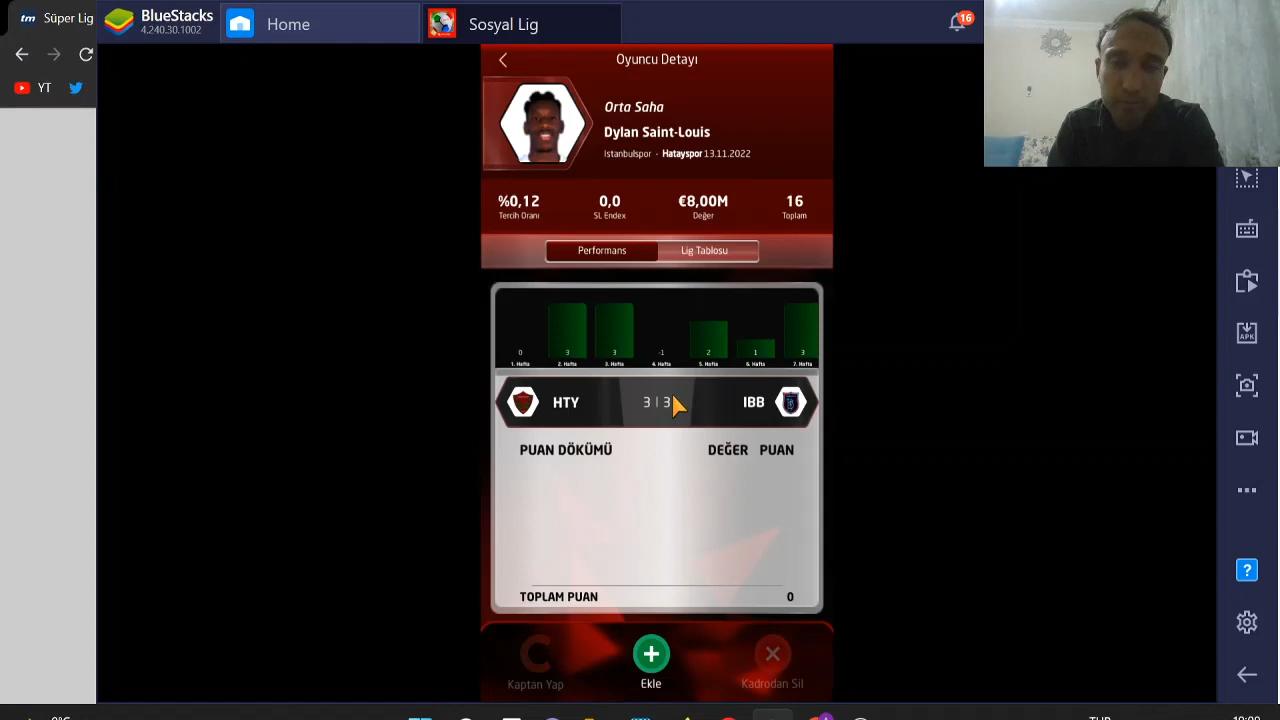 Süper Lig
BlueStacks
4.240.30.1002
Home
Sosyal Lig
16
YT
Oyuncu Detayı
Orta Saha
Dylan Saint-Louis
Istanbulspor - Hatayspor 13.11.2022
%0,12
0,0
€8,00M
16
Tercih Oranı
SL Endex
Değer
Toplam
Performans
Lig Tablosu
0
3
3
-1
2
1
3
1. Hafta
2. Hafta
3. Hafta
4. Hafta
5. Hafta
6. Hafta
7. Hafta
HTY
3 | 3
IBB
PUAN DÖKÜMÜ
DEĞER
PUAN
TOPLAM PUAN
0
Kaptan Yap
Ekle
Kadrodan Sil
APK